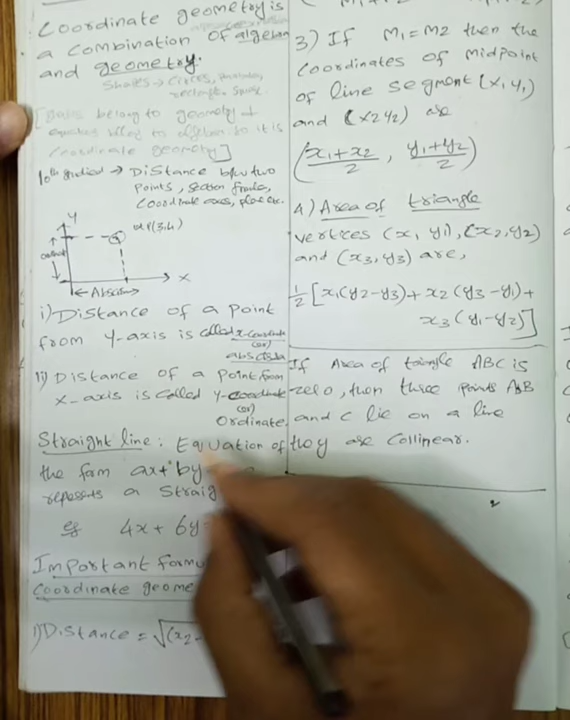 Coordinate geometry is
a combination of algebra
and geometry.
Shapes → Circles, Parabola,
rectangle, Square.
belong to geometry &
equations belong to algebra. So it is
Coordinate geometry]
10th studied → Distance b/w two
points, section formula,
Coordinate axes, plane etc.
Y
P(3,4)
X
← Abscissa →
i) Distance of a point
from Y-axis is called x-coordinate
(or)
abscissa
ii) Distance of a point from
x-axis is called y-coordinate
(or)
Ordinate.
Straight line: Equation of
the form ax + by
represents a Straig
eg 4x + 6y
Important formu
Coordinate geome
1) Distance = √(x2-
3) If M1 = M2 then the
coordinates of midpoint
of line segment (x, y1)
and (x2 y2) are
(x1+x2/2 , y1+y2/2)
4) Area of triangle
vertices (x, y1), (x2, y2)
and (x3, y3) are,
1/2 [x1(y2-y3) + x2(y3-y1) +
x3(y1-y2)]
If Area of triangle ABC is
zero, then three points A, B
and C lie on a line
they are Collinear.